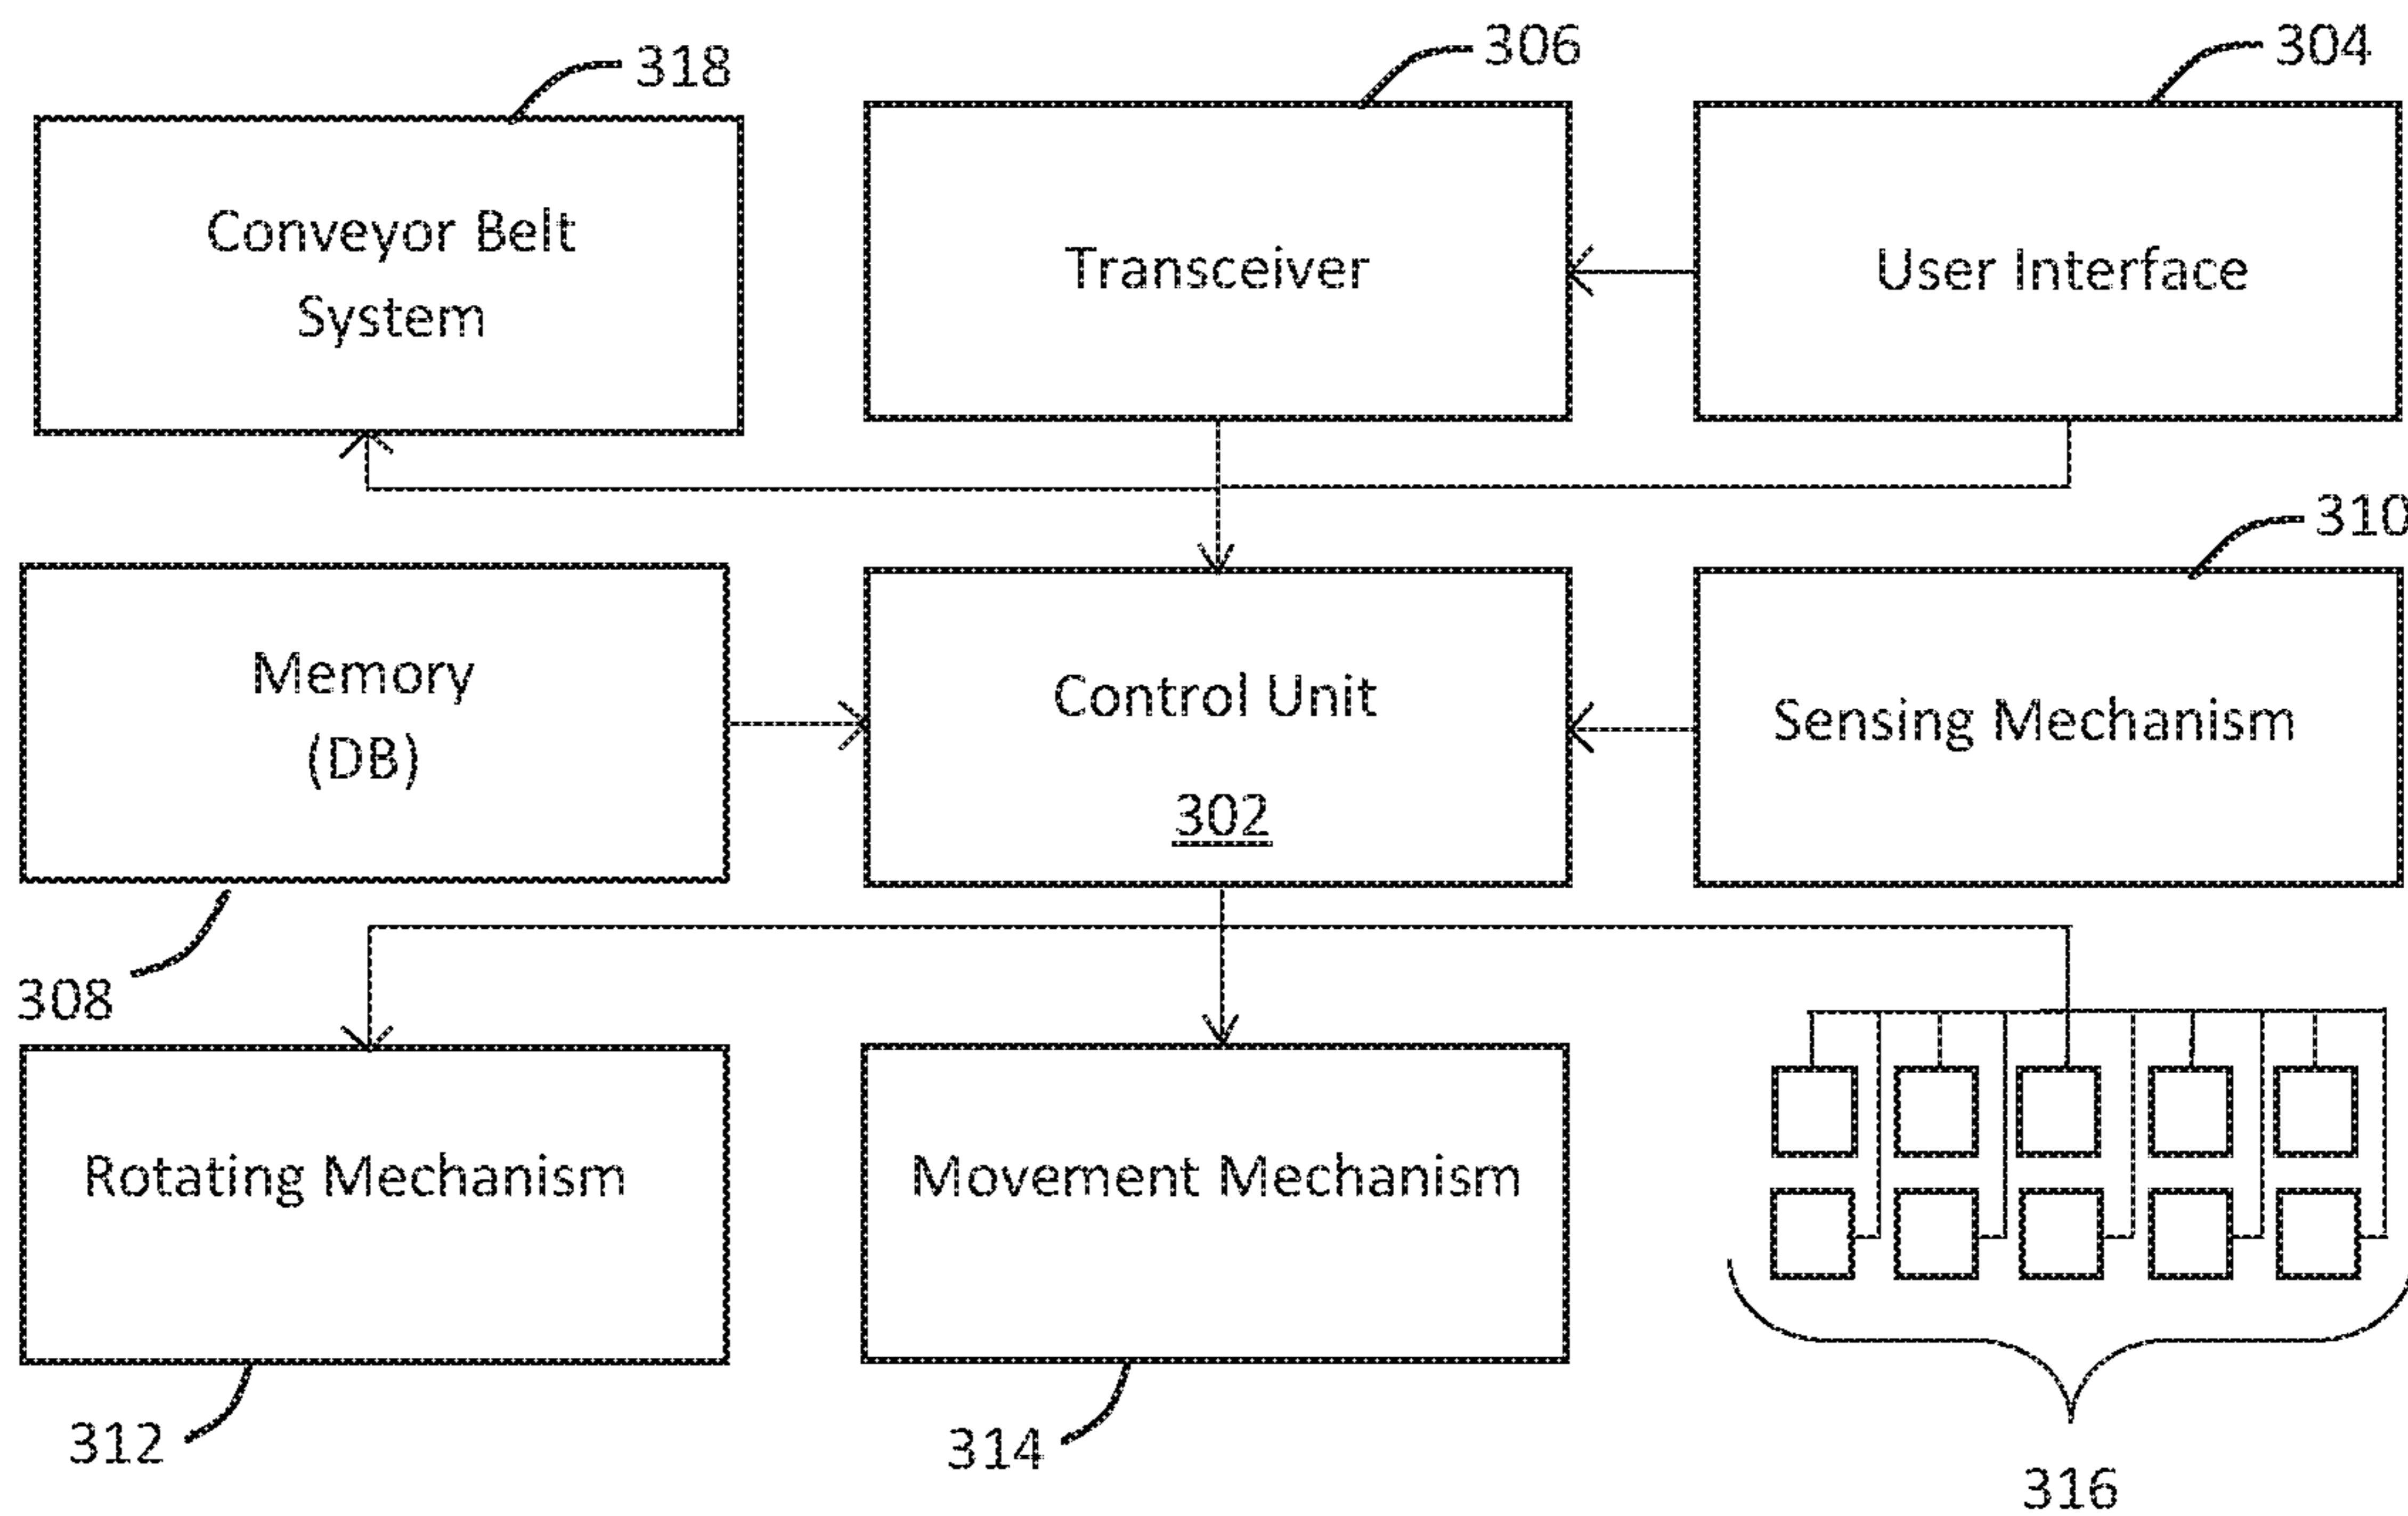 318
306
304
Conveyor Belt
System
Transceiver
User Interface
310
Memory
(DB)
Control Unit
302
Sensing Mechanism
308
Rotating Mechanism
Movement Mechanism
312
314
316